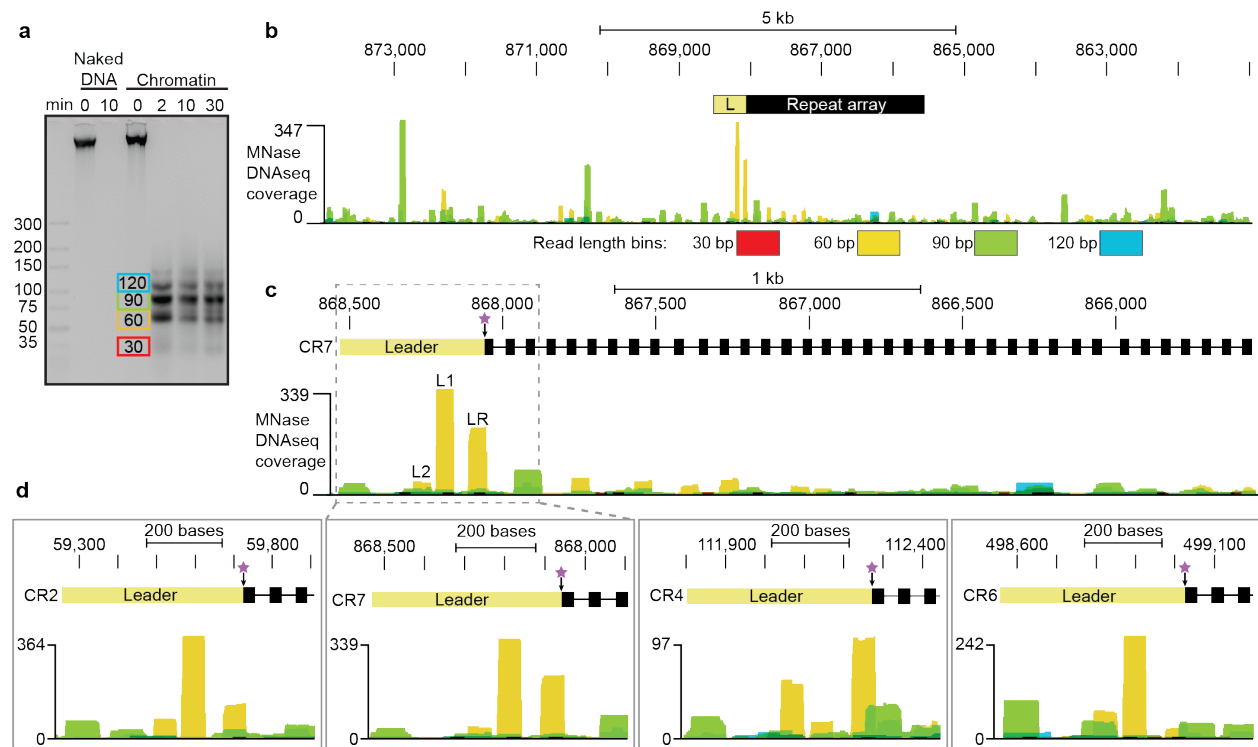 a
Naked
DNA
Chromatin
min 0 10 0 2 10 30
300
200
150
100
75
50
35
120
90
60
30
b
5 kb
873,000 871,000 869,000 867,000 865,000 863,000
L Repeat array
347
MNase
DNAseq
coverage
0
Read length bins: 30 bp 60 bp 90 bp 120 bp
c
1 kb
868,500 868,000 867,500 867,000 866,500 866,000
CR7 Leader
339
MNase
DNAseq
coverage
0
L2 L1 LR
d
200 bases
59,300 59,800
CR2 Leader
364
0
200 bases
868,500 868,000
CR7 Leader
339
0
200 bases
111,900 112,400
CR4 Leader
97
0
200 bases
498,600 499,100
CR6 Leader
242
0